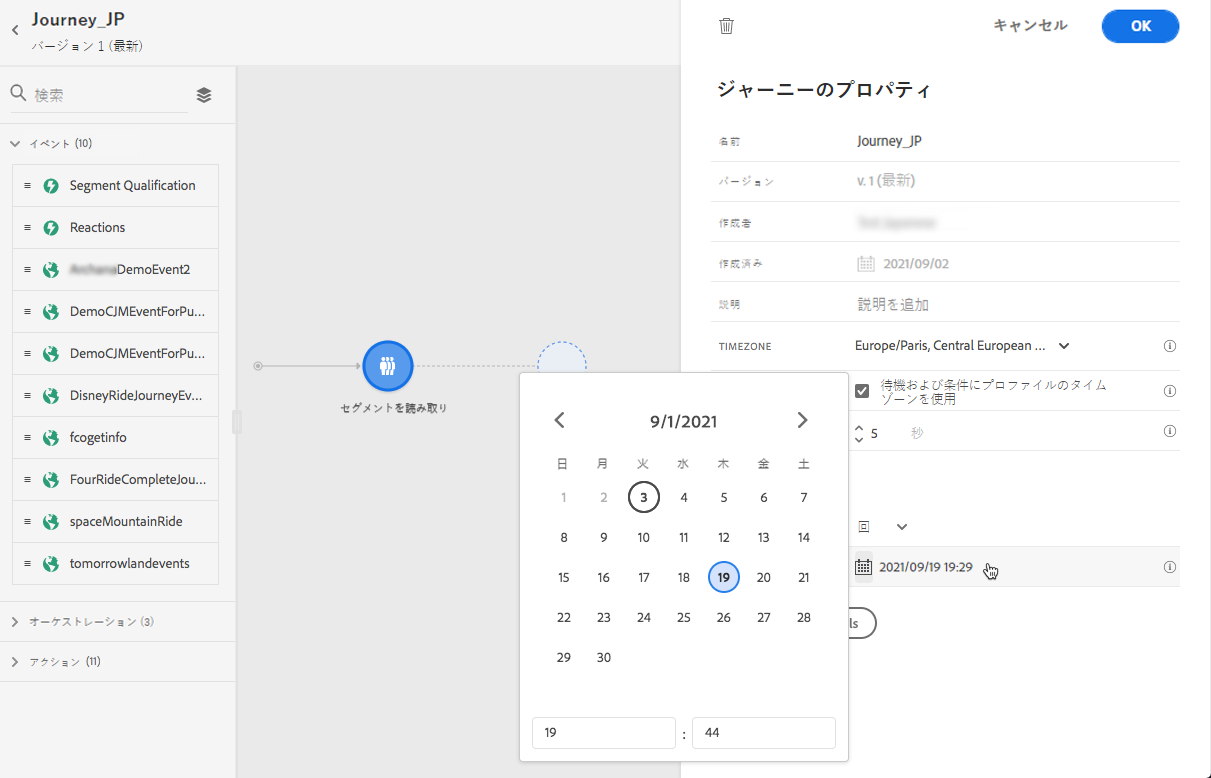 Journey_JP
バージョン 1 (最新)
検索
イベント (10)
Segment Qualification
Reactions
DemoEvent2
DemoCJMEventForPu...
DemoCJMEventForPu...
DisneyRideJourneyEv...
fcogetinfo
FourRideCompleteJou...
spaceMountainRide
tomorrowlandevents
オーケストレーション (3)
アクション (11)
セグメントを読み取り
キャンセル
OK
ジャーニーのプロパティ
名前 Journey_JP
バージョン v. 1 (最新)
作成者
作成済み 2021/09/02
説明 説明を追加
TIMEZONE Europe/Paris, Central European ...
待機および条件にプロファイルのタイム
ゾーンを使用
5 秒
回
2021/09/19 19:29
ls
9/1/2021
日 月 火 水 木 金 土
1 2 3 4 5 6 7
8 9 10 11 12 13 14
15 16 17 18 19 20 21
22 23 24 25 26 27 28
29 30
19 : 44